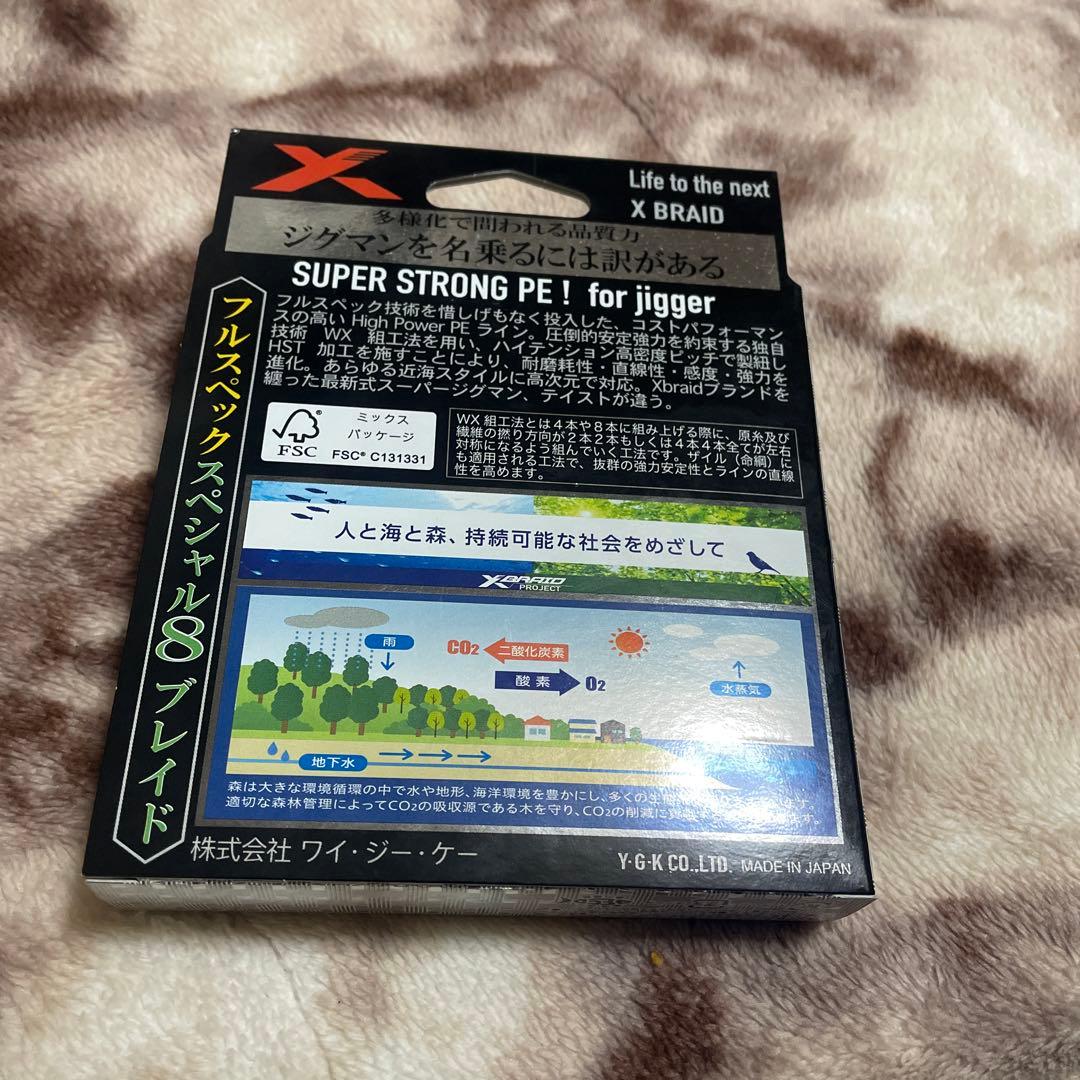 X
Life to the next
X BRAID
多様化で問われる品質力
ジグマンを名乗るには訳がある
SUPER STRONG PE! for jigger
フルスペック技術を惜しげもなく投入した、コストパフォーマン
スの高い High Power PE ライン。圧倒的安定強力を約束する独自
技術 WX 組工法を用い、ハイテンション高密度ピッチで製紐し
HST 加工を施すことにより、耐磨耗性・直線性・感度・強力を
進化。あらゆる近海スタイルに高次元で対応。Xbraidブランドを
纏った最新式スーパージグマン、テイストが違う。
フルスペックスペシャル8ブレイド
FSC
ミックス
パッケージ
FSC® C131331
WX 組工法とは4本や8本に組み上げる際に、原糸及び
繊維の撚り方向が2本2本もしくは4本4本全てが左右
対称になるよう組んでいく工法です。ザイル(命綱)に
も適用される工法で、抜群の強力安定性とラインの直線
性を高めます。
人と海と森、持続可能な社会をめざして
X BRAID
PROJECT
雨
CO2
二酸化炭素
酸素
O2
水蒸気
地下水
森は大きな環境循環の中で水や地形、海洋環境を豊かにし、多くの生
適切な森林管理によってCO2の吸収源である木を守り、CO2の削減に
株式会社 ワイ・ジー・ケー
Y·G·K CO.,LTD. MADE IN JAPAN